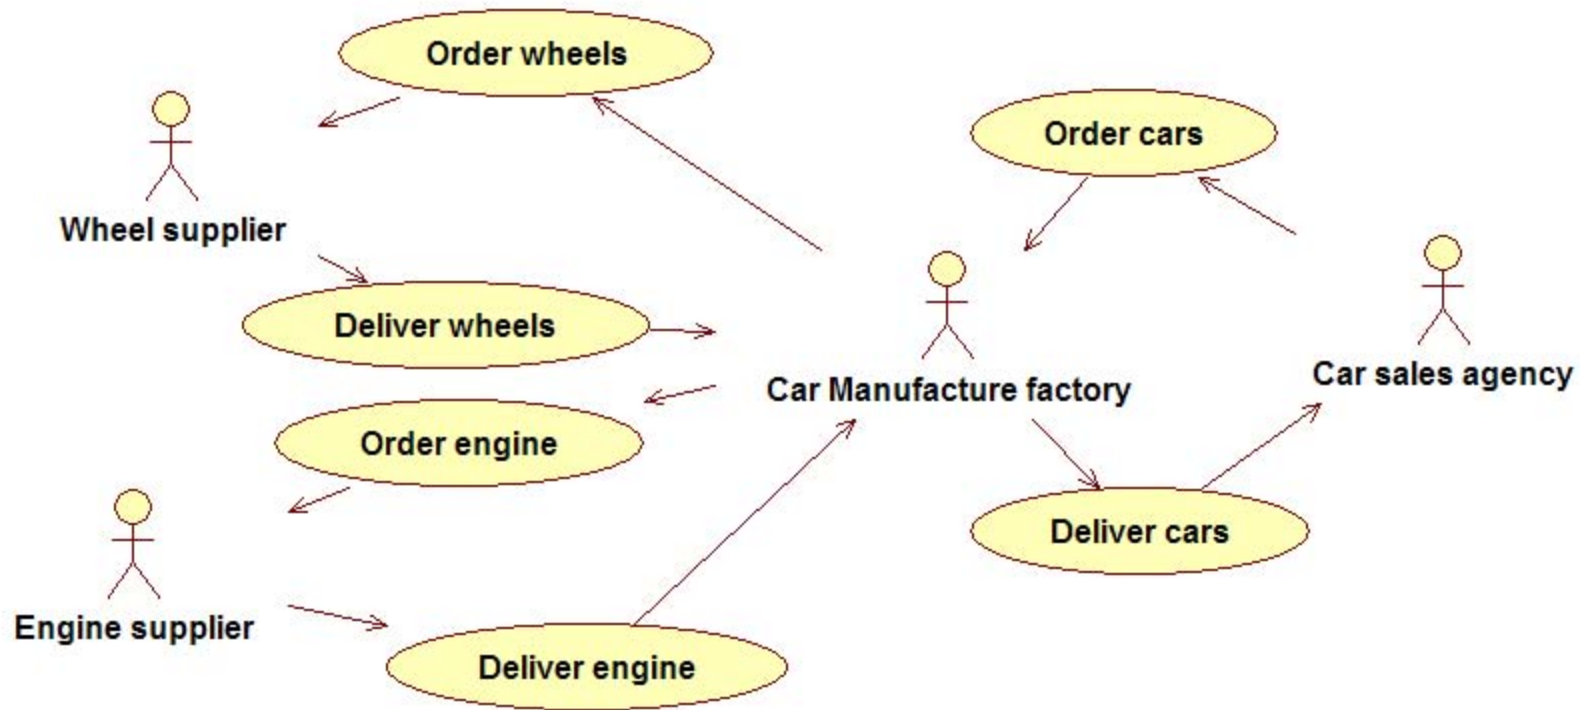 Order wheels
Order cars
Wheel supplier
Deliver wheels
Car Manufacture factory
Car sales agency
Order engine
Deliver cars
Engine supplier
Deliver engine